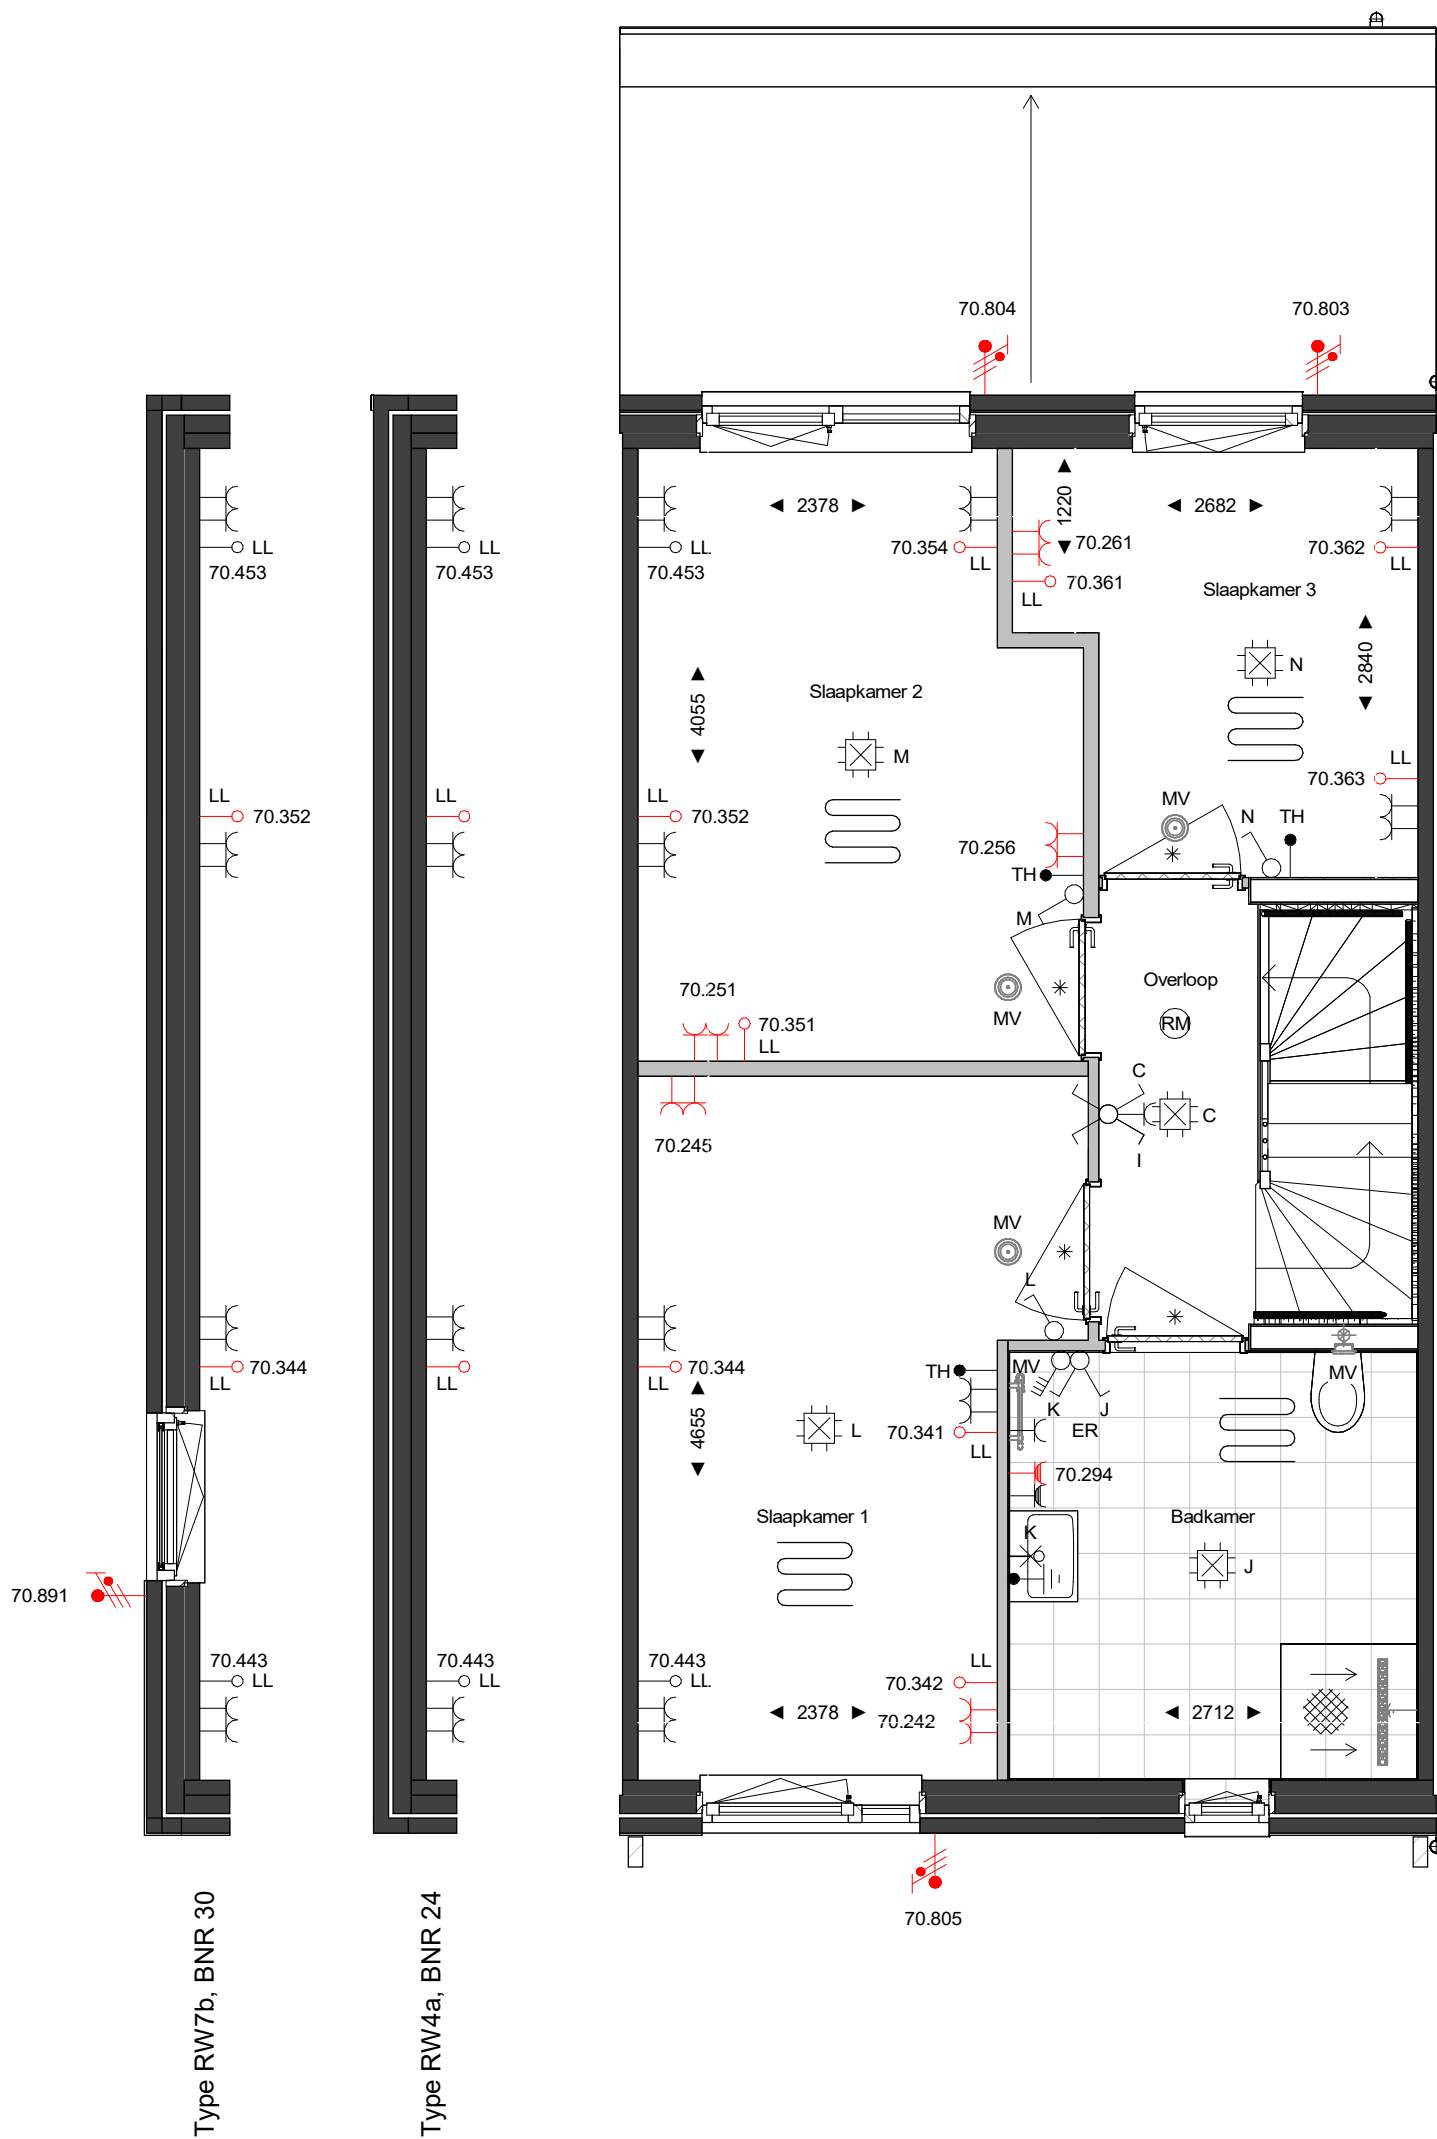 70.804
70.803
2378
1220
2682
LL
70.453
LL
70.453
LL
70.453
70.354
LL
70.261
70.361
LL
70.362
LL
Slaapkamer 3
N
2840
Slaapkamer 2
4055
M
LL
70.363
LL
70.352
LL
LL
70.352
MV
N
TH
70.256
TH
M
Overloop
RM
MV
70.251
70.351
LL
C
C
I
70.245
MV
L
70.344
LL
LL
70.344
LL
TH
MV
MV
K
J
ER
4655
L
70.341
LL
70.294
Slaapkamer 1
Badkamer
K
J
70.891
70.443
LL
70.443
LL
70.443
LL
LL
70.342
2378
70.242
2712
70.805
Type RW7b, BNR 30
Type RW4a, BNR 24